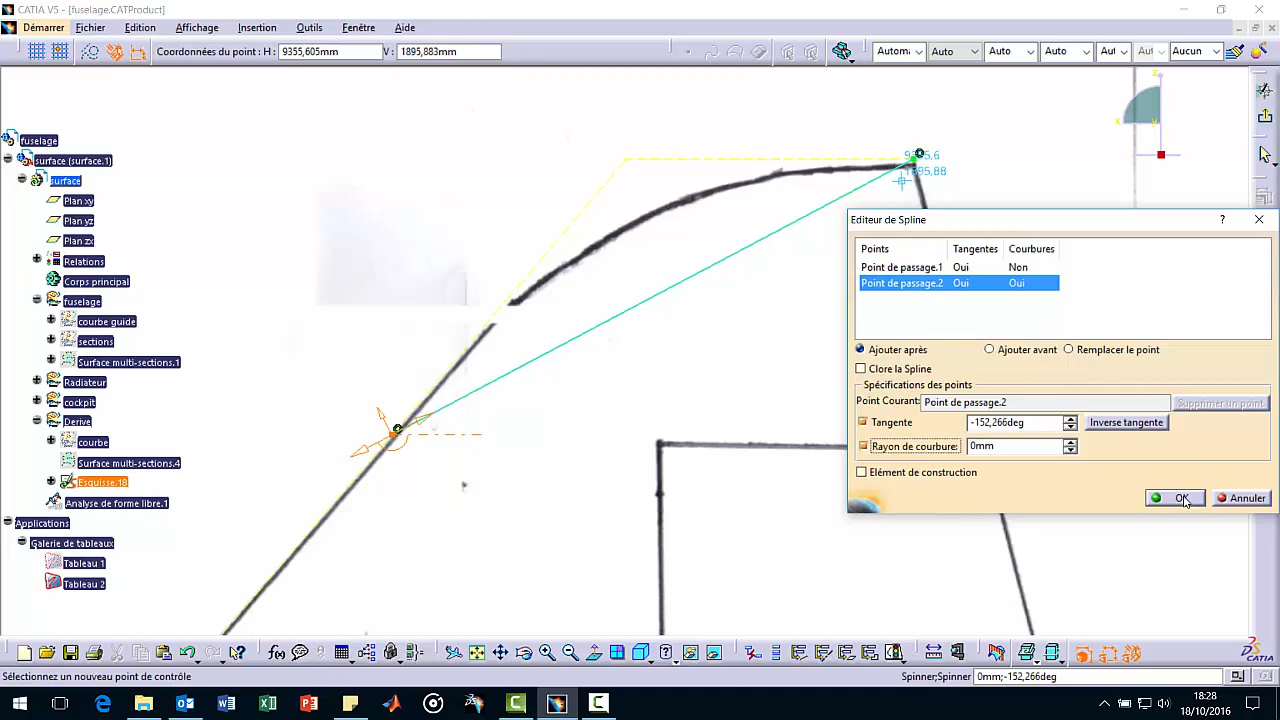 CATIA V5 - [fuselage.CATProduct]
Démarrer Fichier Edition Affichage Insertion Outils Fenêtre Aide
Coordonnées du point : H : 9355,605mm V : 1895,883mm Automa Auto Auto Auto Aut Aut Aucun
z
x y
fuselage
surface (surface.1)
surface
Plan xy
Plan yz
Plan zx
Relations
Corps principal
fuselage
courbe guide
sections
Surface multi-sections.1
Radiateur
cockpit
Derive
courbe
Surface multi-sections.4
Esquisse.18
Analyse de forme libre.1
Applications
Galerie de tableaux
Tableau 1
Tableau 2
1895,88
Editeur de Spline ?
Points Tangentes Courbures
Point de passage.1 Oui Non
Point de passage.2 Oui Oui
Ajouter après Ajouter avant Remplacer le point
Clore la Spline
Spécifications des points
Point Courant: Point de passage.2 Supprimer un point
Tangente -152,266deg Inverse tangente
Rayon de courbure: 0mm
Elément de construction
OK Annuler
CATIA
Sélectionnez un nouveau point de contrôle Spinner;Spinner 0mm;-152,266deg
18:28
18/10/2016